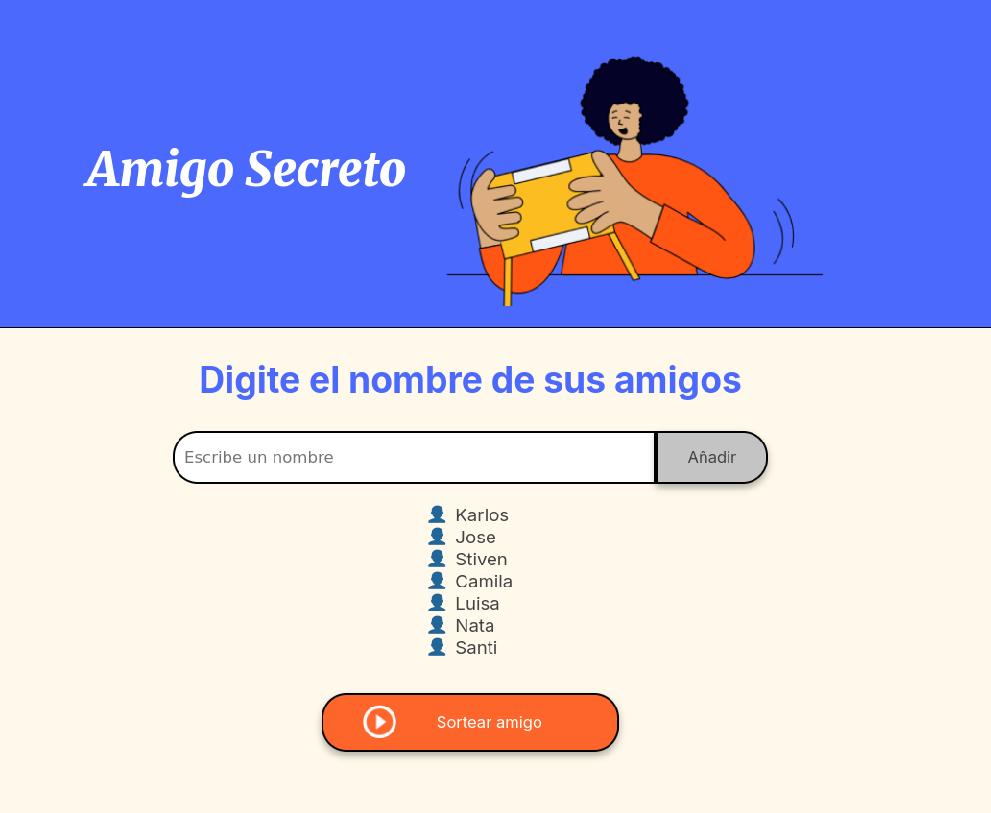 Amigo Secreto
Digite el nombre de sus amigos
Escribe un nombre
Añadir
Karlos
Jose
Stiven
Camila
Luisa
Nata
Santi
Sortear amigo